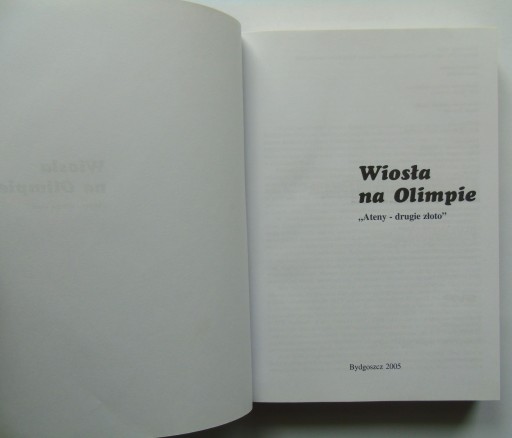 Wiosła
na Olimpie
„Ateny - drugie złoto”
Bydgoszcz 2005